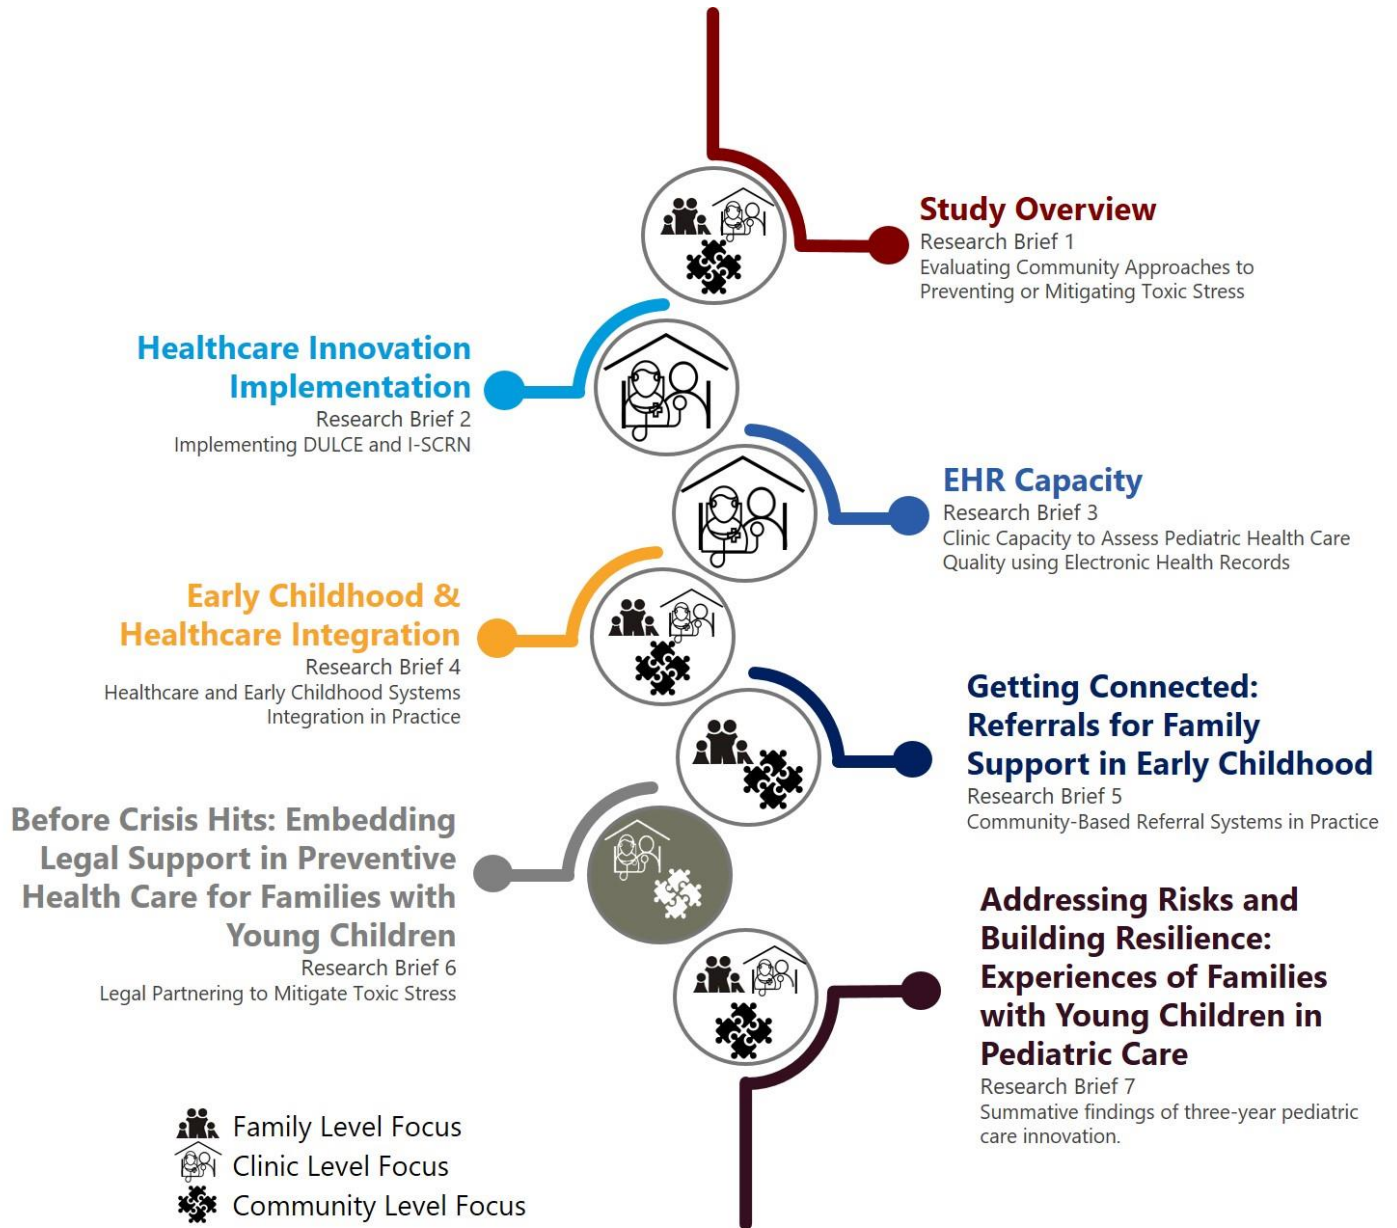 Study Overview
Research Brief 1
Evaluating Community Approaches to
Preventing or Mitigating Toxic Stress
Healthcare Innovation
Implementation
Research Brief 2
Implementing DULCE and I-SCRN
EHR Capacity
Research Brief 3
Clinic Capacity to Assess Pediatric Health Care
Quality using Electronic Health Records
Early Childhood &
Healthcare Integration
Research Brief 4
Healthcare and Early Childhood Systems
Integration in Practice
Getting Connected:
Referrals for Family
Support in Early Childhood
Research Brief 5
Community-Based Referral Systems in Practice
Before Crisis Hits: Embedding
Legal Support in Preventive
Health Care for Families with
Young Children
Research Brief 6
Legal Partnering to Mitigate Toxic Stress
Addressing Risks and
Building Resilience:
Experiences of Families
with Young Children in
Pediatric Care
Research Brief 7
Summative findings of three-year pediatric
care innovation.
Family Level Focus
Clinic Level Focus
Community Level Focus